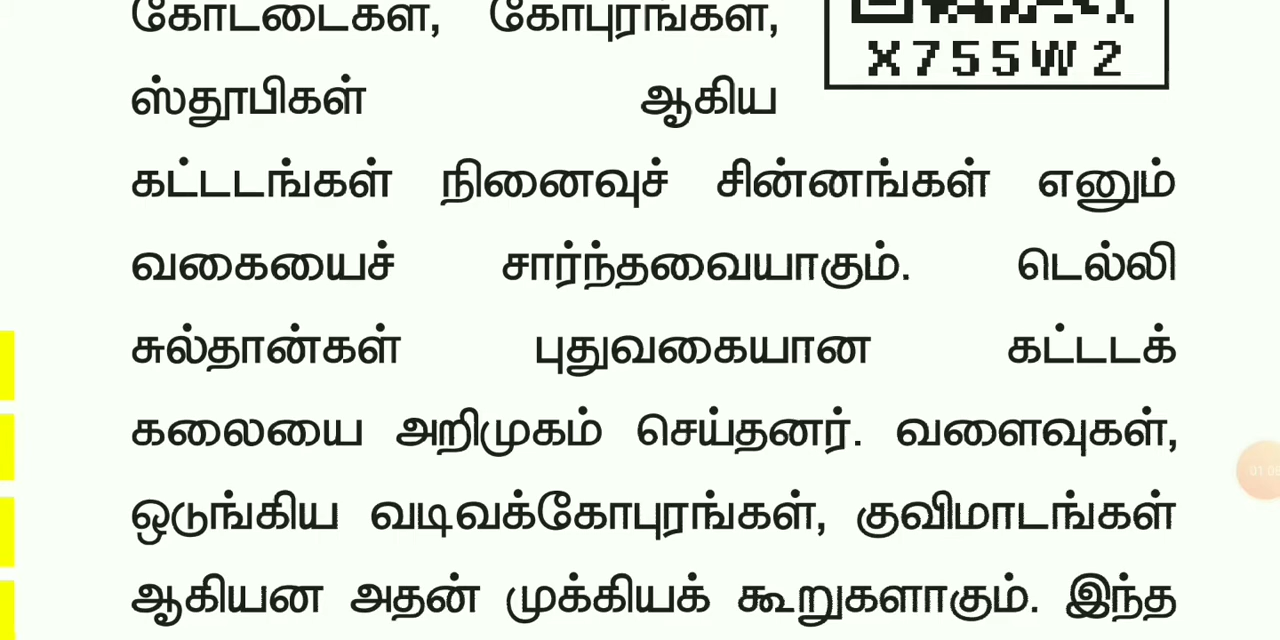 கோட்டைகள், கோபுரங்கள்,
X755W2
ஸ்தூபிகள் ஆகிய
கட்டடங்கள் நினைவுச் சின்னங்கள் எனும்
வகையைச் சார்ந்தவையாகும். டெல்லி
சுல்தான்கள் புதுவகையான கட்டடக்
கலையை அறிமுகம் செய்தனர். வளைவுகள்,
ஒடுங்கிய வடிவக்கோபுரங்கள், குவிமாடங்கள்
ஆகியன அதன் முக்கியக் கூறுகளாகும். இந்த